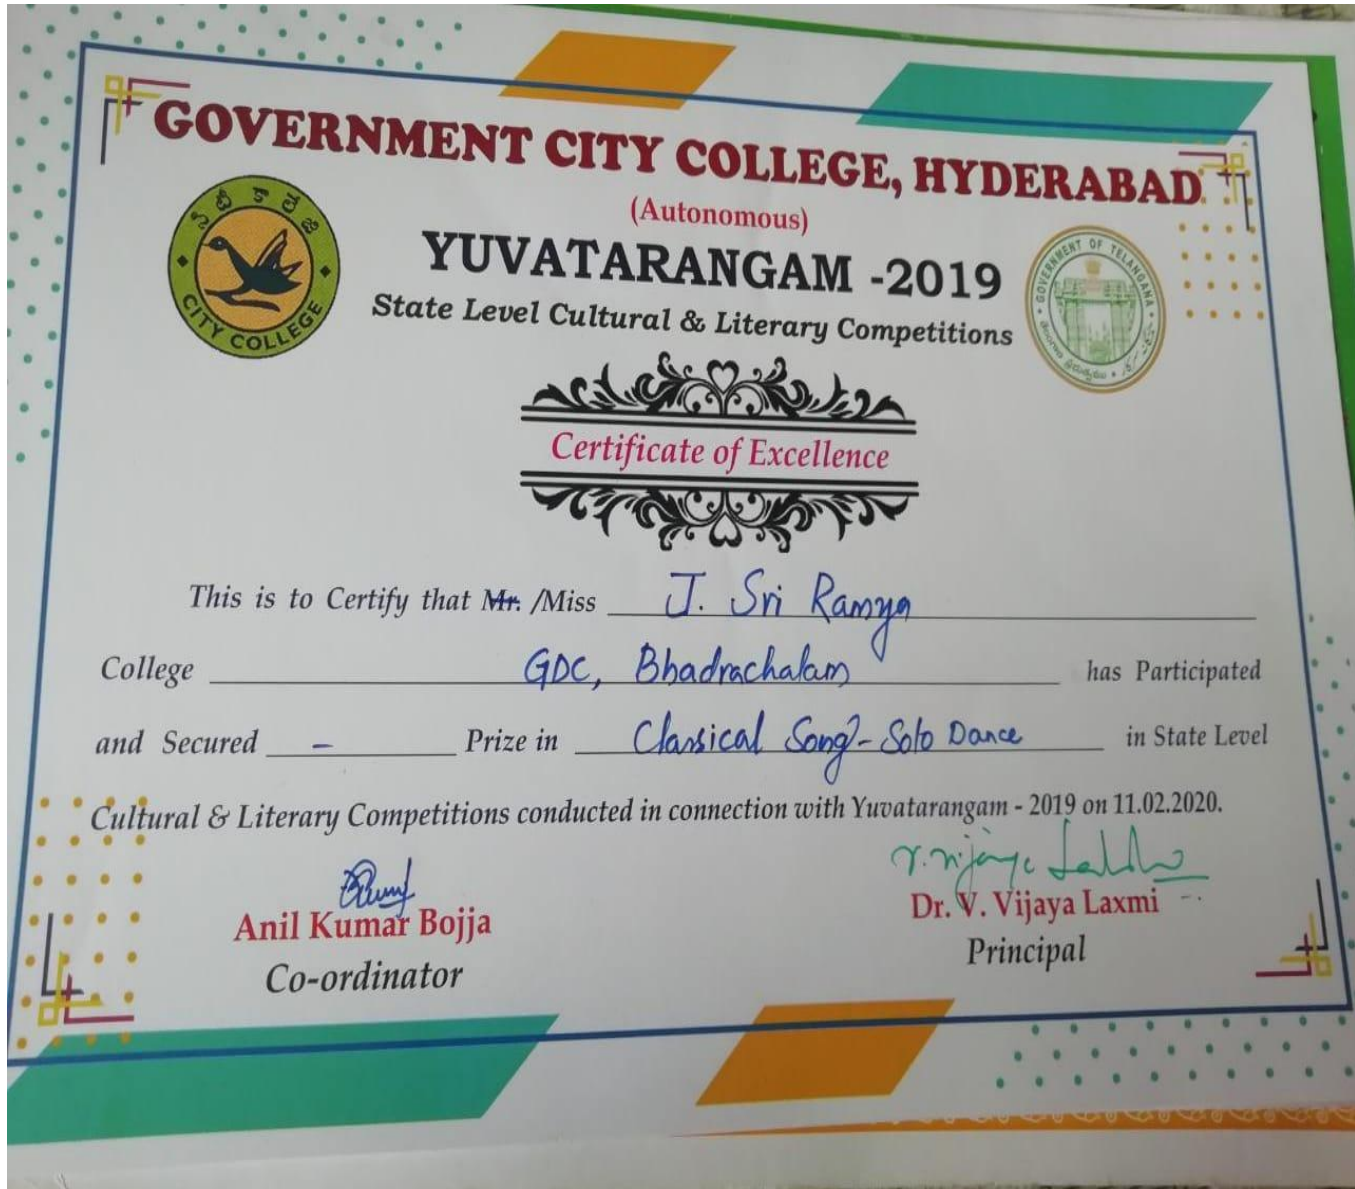 GOVERNMENT CITY COLLEGE, HYDERABAD
(Autonomous)
సిటీ కాలేజి
CITY COLLEGE
YUVATARANGAM -2019
State Level Cultural & Literary Competitions
GOVERNMENT OF TELANGANA
తెలంగాణ ప్రభుత్వము
Certificate of Excellence
This is to Certify that Mr. /Miss J. Sri Ramya
College GDC, Bhadrachalam has Participated
and Secured – Prize in Classical Song - Solo Dance in State Level
Cultural & Literary Competitions conducted in connection with Yuvatarangam - 2019 on 11.02.2020.
Anil Kumar Bojja
Co-ordinator
Dr. V. Vijaya Laxmi
Principal